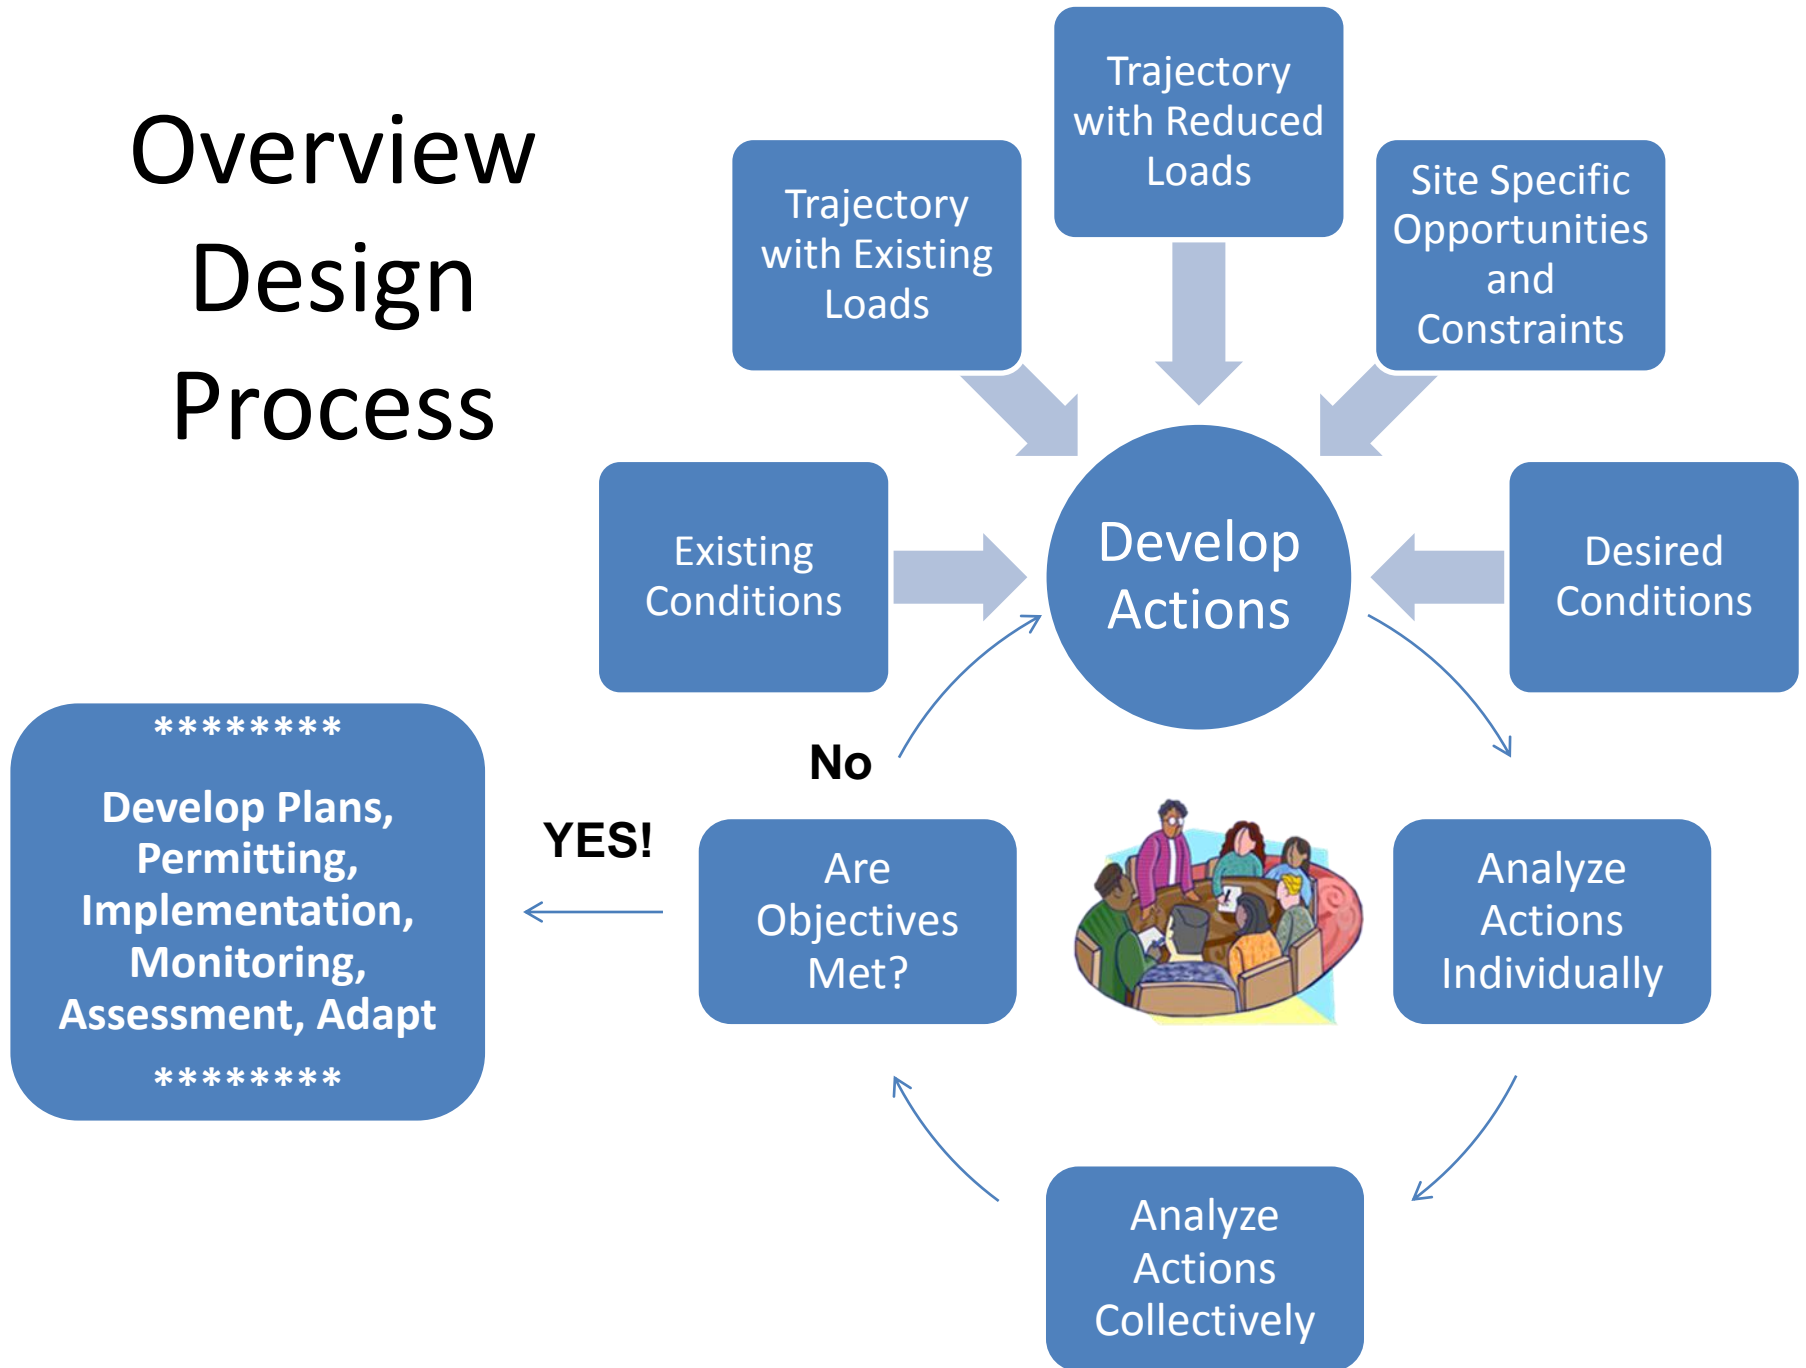 Overview
Design
Process
Trajectory
with Reduced
Loads
Trajectory
with Existing
Loads
Site Specific
Opportunities
and
Constraints
Existing
Conditions
Develop
Actions
Desired
Conditions
No
YES!
********
Develop Plans,
Permitting,
Implementation,
Monitoring,
Assessment, Adapt
********
Are
Objectives
Met?
Analyze
Actions
Individually
Analyze
Actions
Collectively